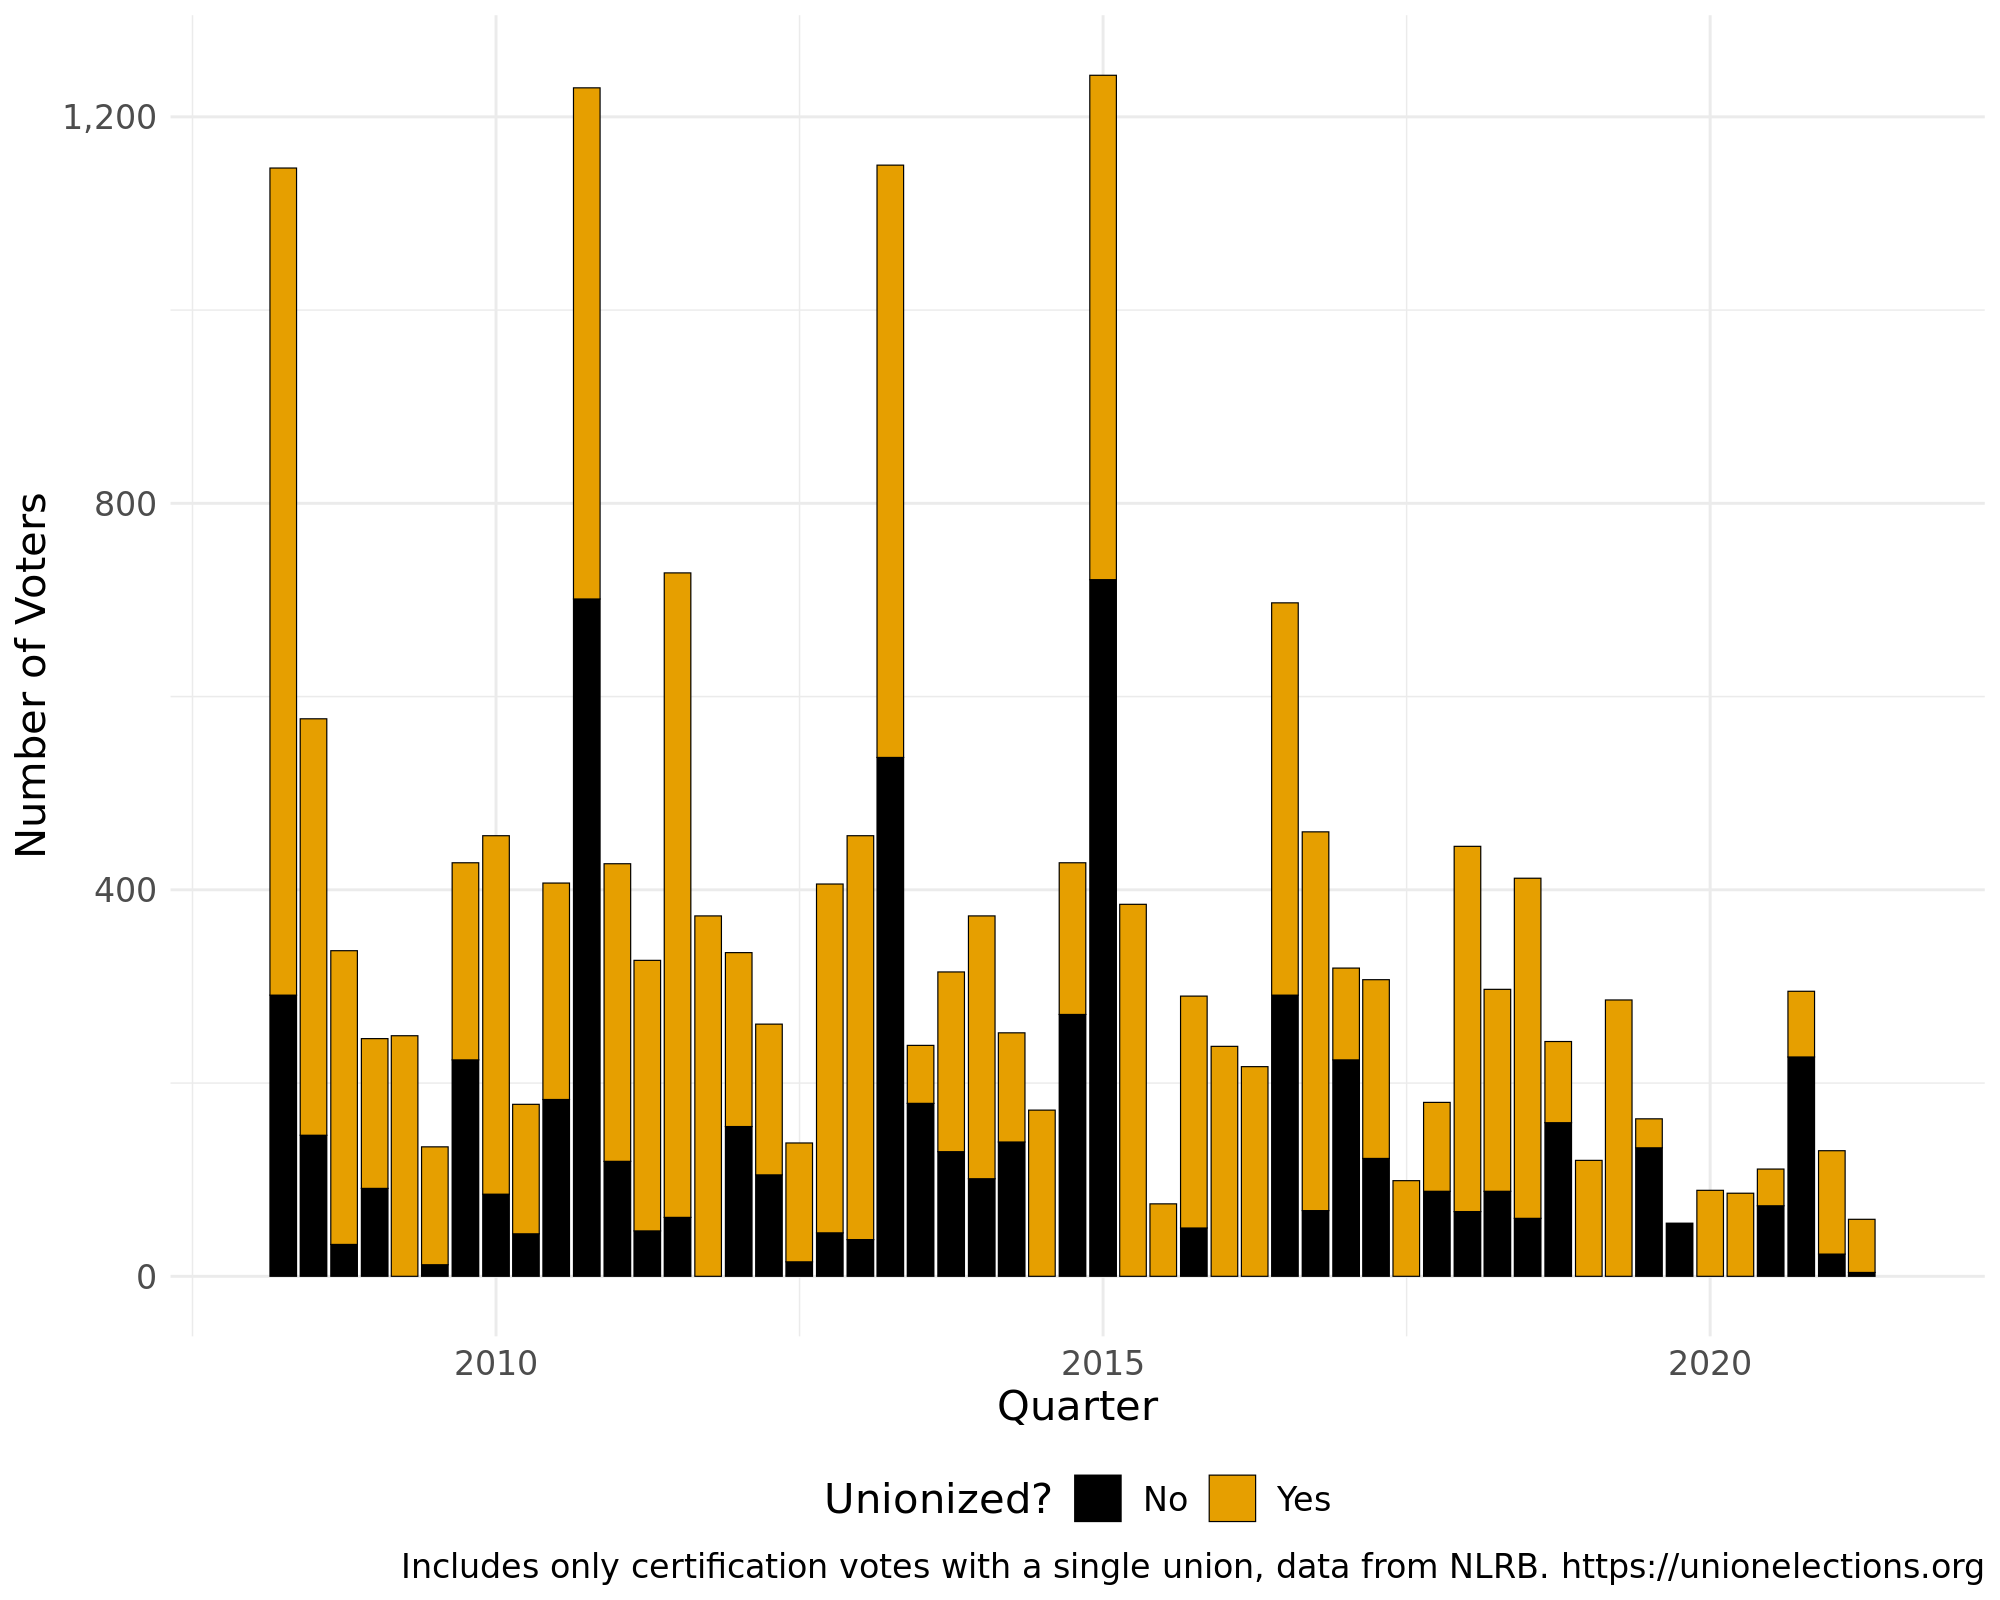 1,200
800
400
0
Number of Voters
2010 2015 2020
Quarter
Unionized? No Yes
Includes only certification votes with a single union, data from NLRB. https://unionelections.org